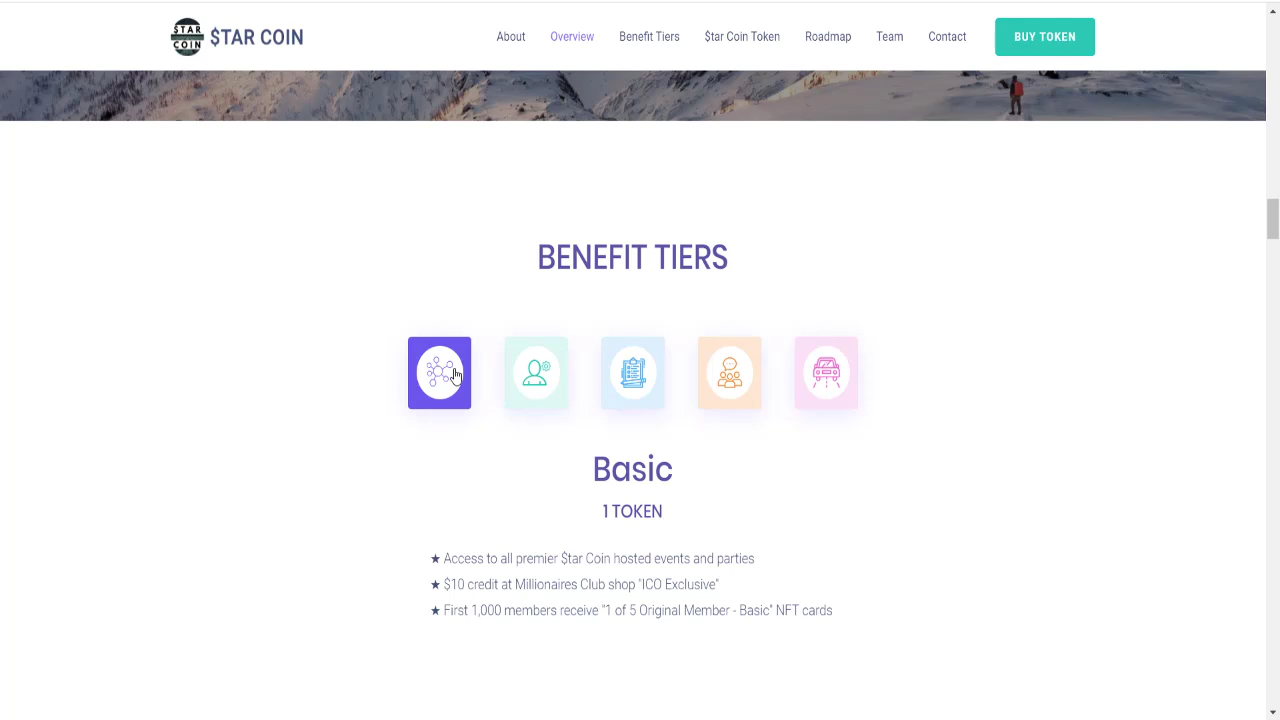 $TAR
COIN
$TAR COIN
About
Overview
Benefit Tiers
$tar Coin Token
Roadmap
Team
Contact
BUY TOKEN
BENEFIT TIERS
Basic
1 TOKEN
★ Access to all premier $tar Coin hosted events and parties
★ $10 credit at Millionaires Club shop "ICO Exclusive"
★ First 1,000 members receive "1 of 5 Original Member - Basic" NFT cards